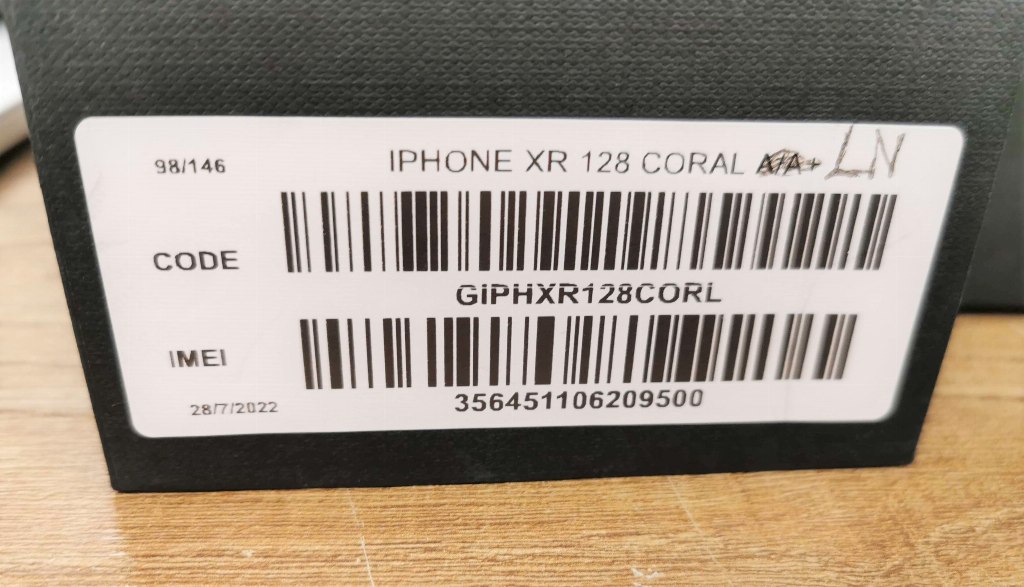 98/146 IPHONE XR 128 CORAL A/A+ LN
CODE
GiPHXR128CORL
IMEI
356451106209500
28/7/2022